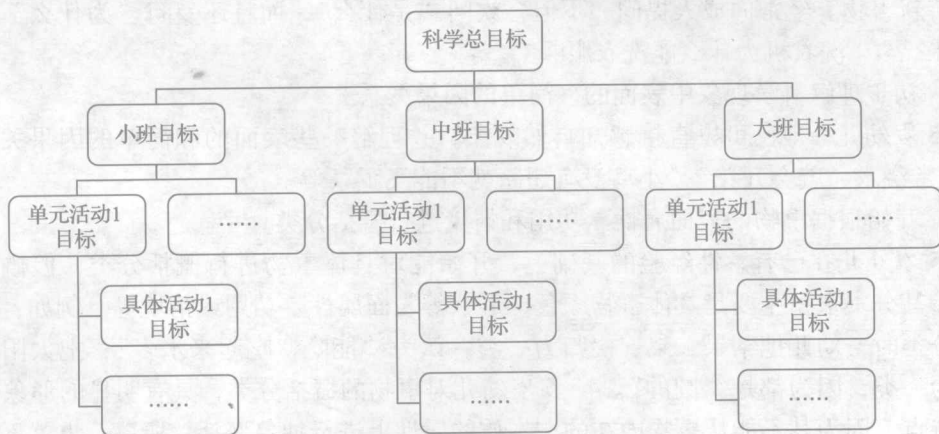 科学总目标
小班目标
中班目标
大班目标
单元活动1
目标
……
单元活动1
目标
……
单元活动1
目标
……
具体活动1
目标
具体活动1
目标
具体活动1
目标
……
……
……